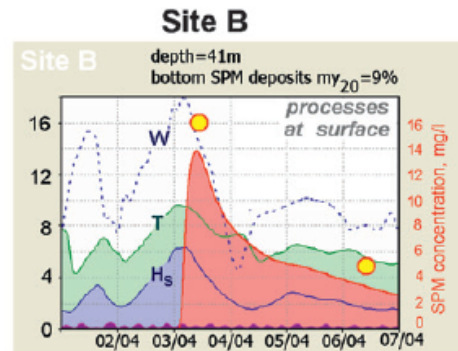 Site B
Site B
depth=41m
bottom SPM deposits my20=9%
processes
at surface
W
T
Hs
16
12
8
4
0
16
14
12
10
8
6
4
2
0
SPM concentration, mg/l
02/04 03/04 04/04 05/04 06/04 07/04